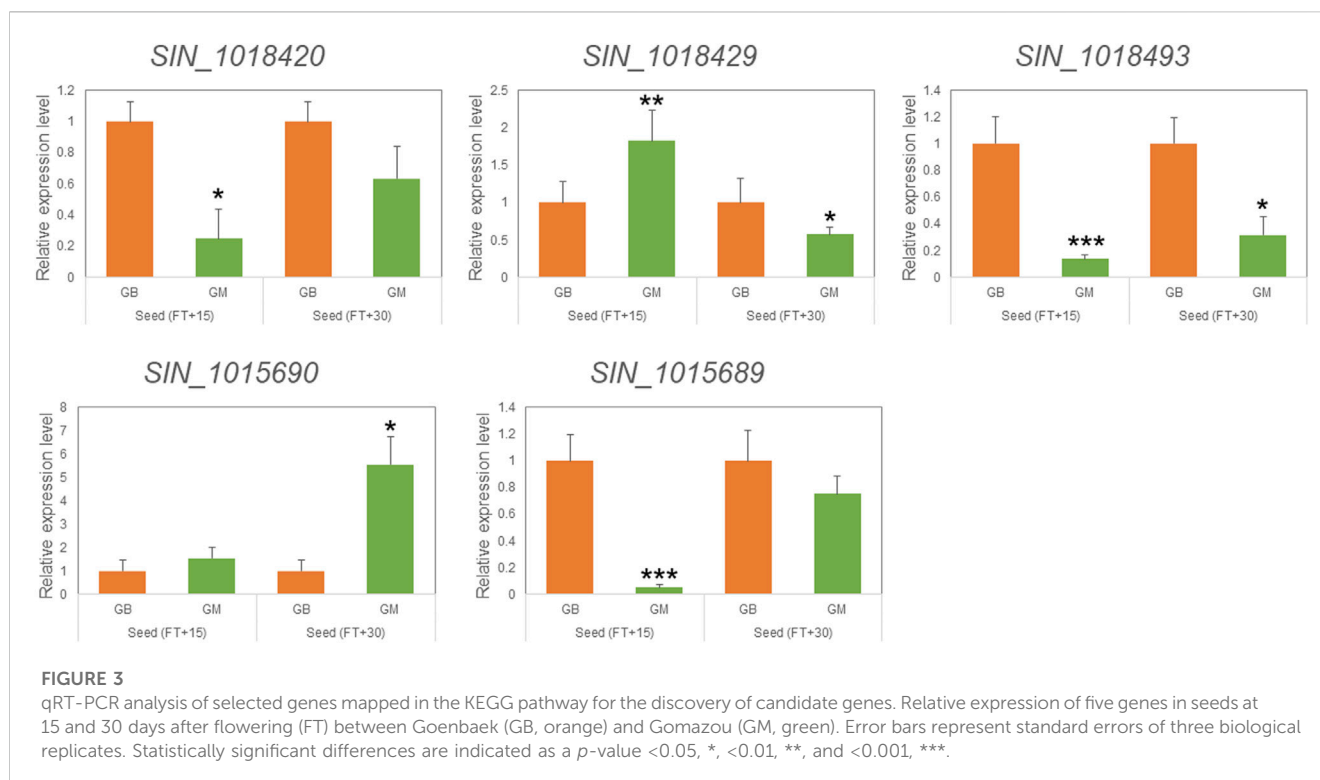 SIN_1018420
Relative expression level
1.2
1
0.8
0.6
0.4
0.2
0
*
GB GM GB GM
Seed (FT+15) Seed (FT+30)
SIN_1018429
Relative expression level
2.5
2
1.5
1
0.5
0
**
*
GB GM GB GM
Seed (FT+15) Seed (FT+30)
SIN_1018493
Relative expression level
1.4
1.2
1
0.8
0.6
0.4
0.2
0
***
*
GB GM GB GM
Seed (FT+15) Seed (FT+30)
SIN_1015690
Relative expression level
8
7
6
5
4
3
2
1
0
*
GB GM GB GM
Seed (FT+15) Seed (FT+30)
SIN_1015689
Relative expression level
1.4
1.2
1
0.8
0.6
0.4
0.2
0
***
GB GM GB GM
Seed (FT+15) Seed (FT+30)
FIGURE 3
qRT-PCR analysis of selected genes mapped in the KEGG pathway for the discovery of candidate genes. Relative expression of five genes in seeds at
15 and 30 days after flowering (FT) between Goenbaek (GB, orange) and Gomazou (GM, green). Error bars represent standard errors of three biological
replicates. Statistically significant differences are indicated as a p-value <0.05, *, <0.01, **, and <0.001, ***.